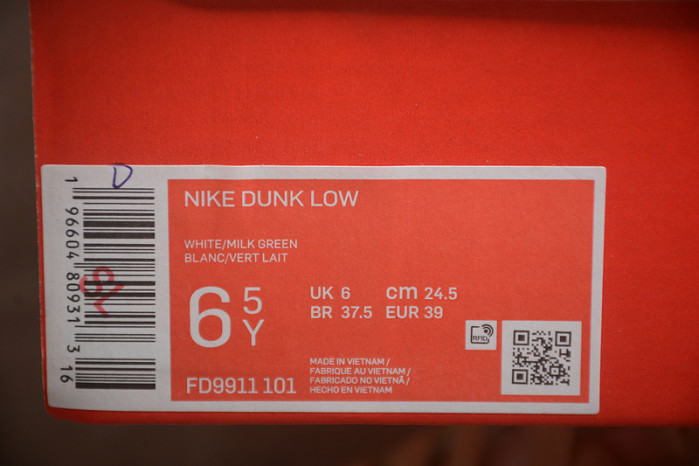 D
1 96604 80931 3 16
NIKE DUNK LOW
WHITE/MILK GREEN
BLANC/VERT LAIT
6 5 Y
UK 6 cm 24.5
BR 37.5 EUR 39
RFID
MADE IN VIETNAM /
FABRIQUE AU VIETNAM /
FABRICADO NO VIETNÃ /
HECHO EN VIETNAM
FD9911 101